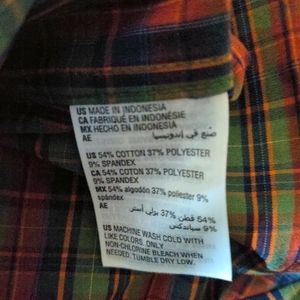 US MADE IN INDONESIA
CA FABRIQUÉ EN INDONÉSIE
MX HECHO EN INDONESIA
AE صنع في إندونيسيا
US 54% COTTON 37% POLYESTER
9% SPANDEX
CA 54% COTON 37% POLYESTER
9% SPANDEX
MX 54% algodón 37% poliester 9%
spandex
AE 54% قطن 37% بولي أستر
9% سباندكس
US MACHINE WASH COLD WITH
LIKE COLORS. ONLY
NON-CHLORINE BLEACH WHEN
NEEDED. TUMBLE DRY LOW.